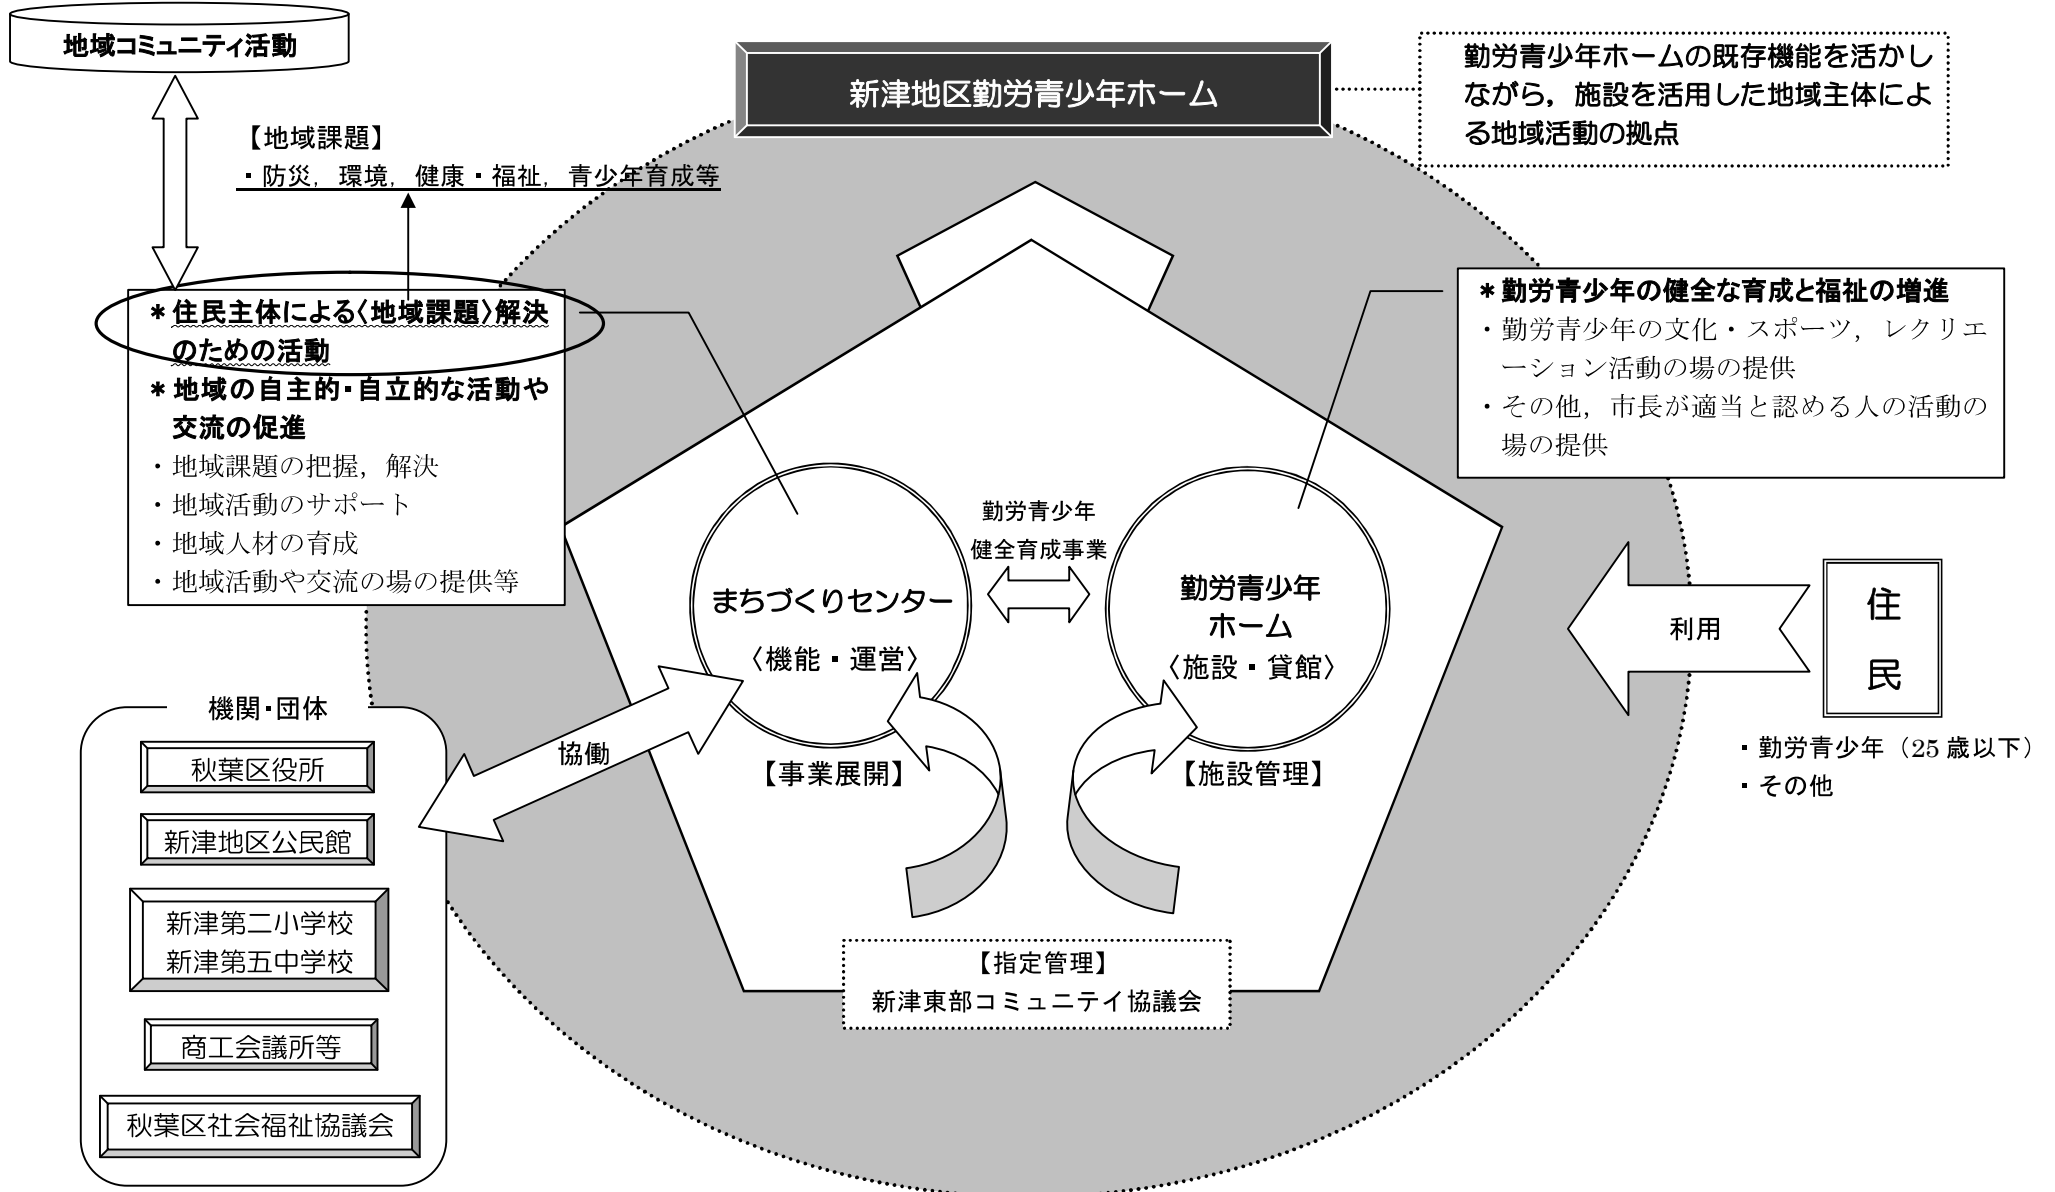 地域コミュニティ活動
新津地区勤労青少年ホーム
勤労青少年ホームの既存機能を活かし
ながら，施設を活用した地域主体によ
る地域活動の拠点
【地域課題】
・防災，環境，健康・福祉，青少年育成等
＊住民主体による〈地域課題〉解決
のための活動
＊地域の自主的・自立的な活動や
交流の促進
・地域課題の把握，解決
・地域活動のサポート
・地域人材の育成
・地域活動や交流の場の提供等
＊勤労青少年の健全な育成と福祉の増進
・勤労青少年の文化・スポーツ，レクリエ
ーション活動の場の提供
・その他，市長が適当と認める人の活動の
場の提供
まちづくりセンター
〈機能・運営〉
勤労青少年
健全育成事業
勤労青少年
ホーム
〈施設・貸館〉
利用
住
民
・勤労青少年（25 歳以下）
・その他
【事業展開】
【施設管理】
協働
機関・団体
秋葉区役所
新津地区公民館
新津第二小学校
新津第五中学校
商工会議所等
秋葉区社会福祉協議会
【指定管理】
新津東部コミュニテイ協議会